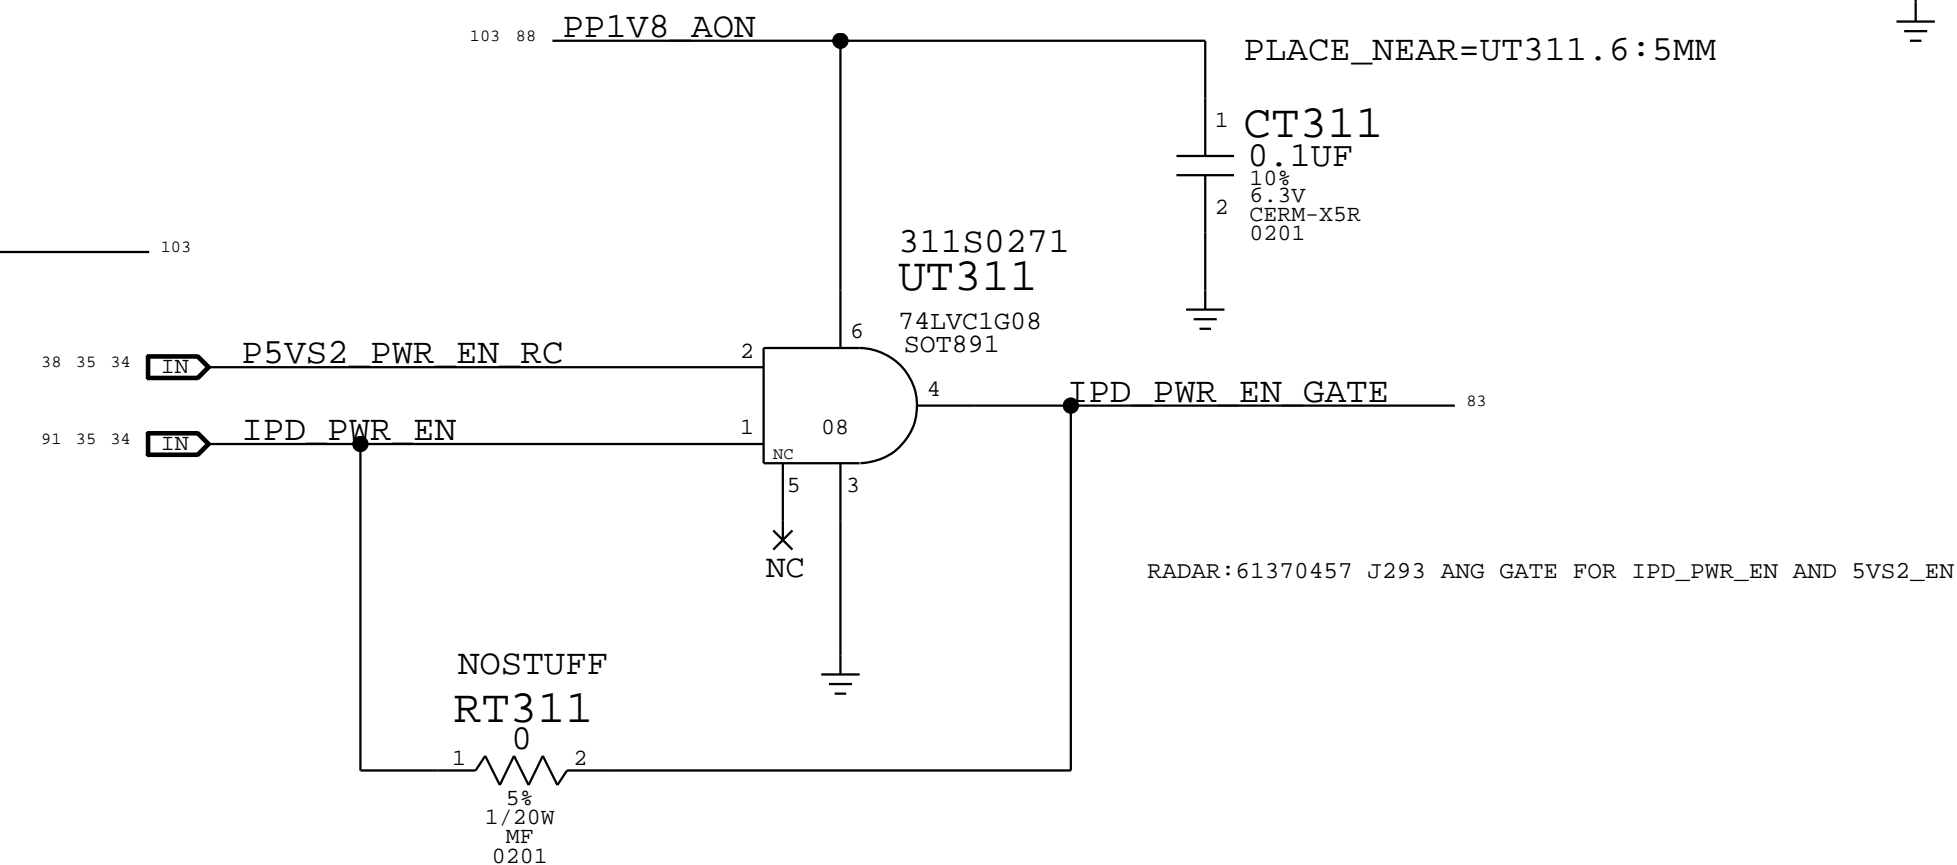 103 88 PP1V8_AON
PLACE_NEAR=UT311.6:5MM
1 CT311
0.1UF
10%
6.3V
2 CERM-X5R
0201
103
311S0271
UT311
74LVC1G08
SOT891
6
38 35 34 IN P5VS2_PWR_EN_RC 2
4 IPD_PWR_EN_GATE 83
91 35 34 IN IPD_PWR_EN 1
08
NC
5 3
NC
RADAR:61370457 J293 ANG GATE FOR IPD_PWR_EN AND 5VS2_EN
NOSTUFF
RT311
0
1 2
5%
1/20W
MF
0201